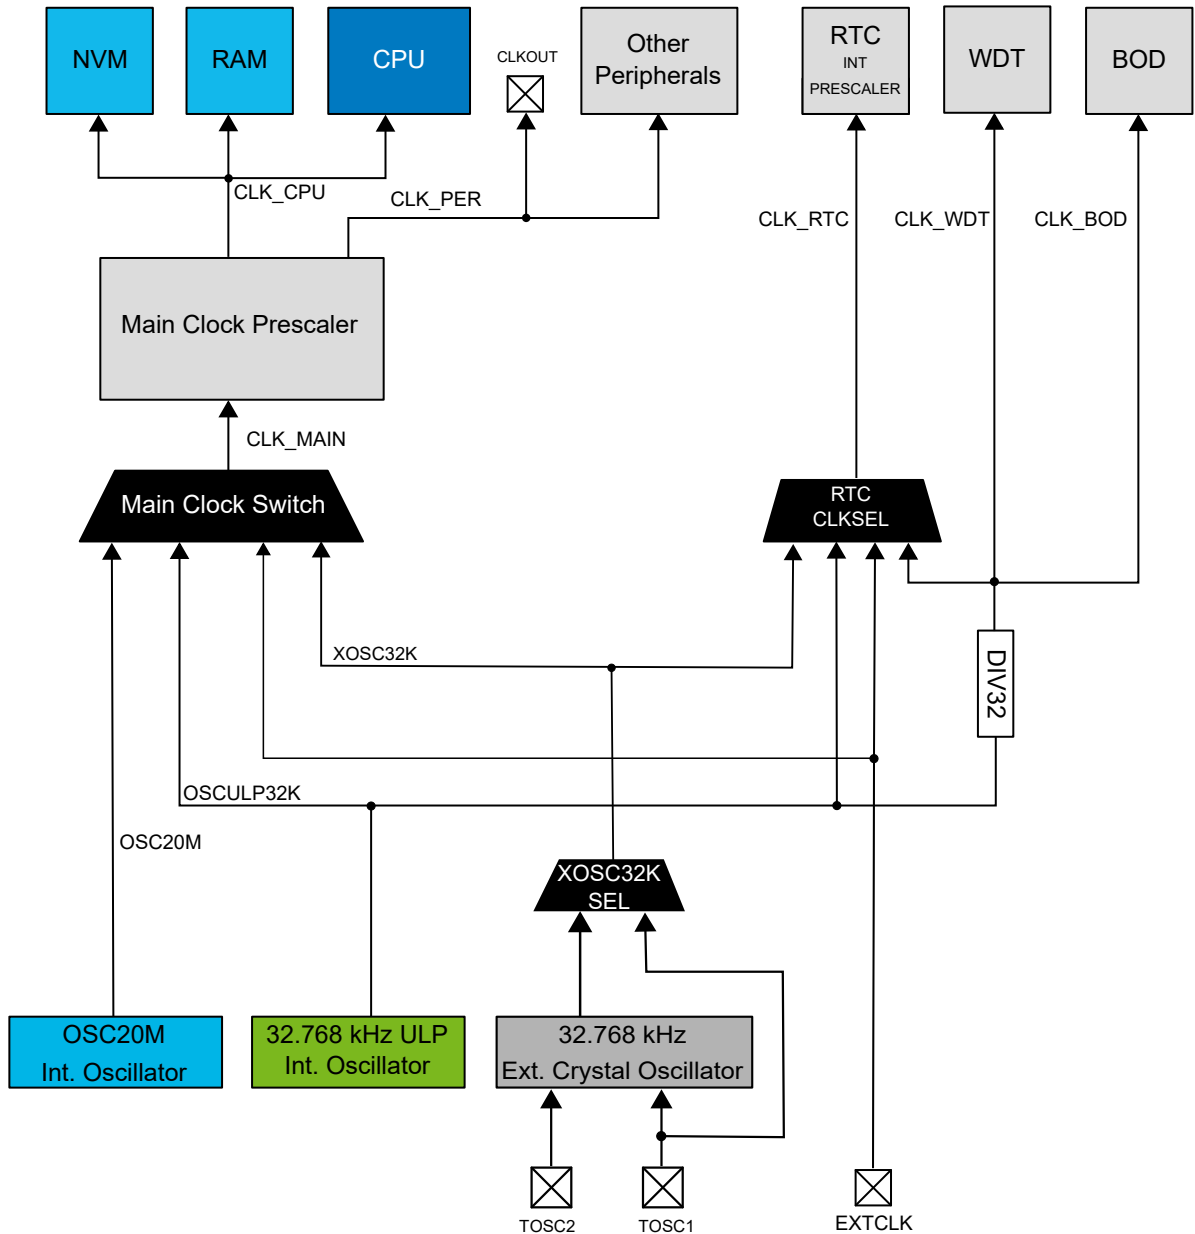 NVM
RAM
CPU
CLKOUT
Other
Peripherals
RTC
INT
PRESCALER
WDT
BOD
CLK_CPU
CLK_PER
CLK_RTC
CLK_WDT
CLK_BOD
Main Clock Prescaler
CLK_MAIN
Main Clock Switch
RTC
CLKSEL
XOSC32K
DIV32
OSCULP32K
OSC20M
XOSC32K
SEL
OSC20M
Int. Oscillator
32.768 kHz ULP
Int. Oscillator
32.768 kHz
Ext. Crystal Oscillator
TOSC2
TOSC1
EXTCLK